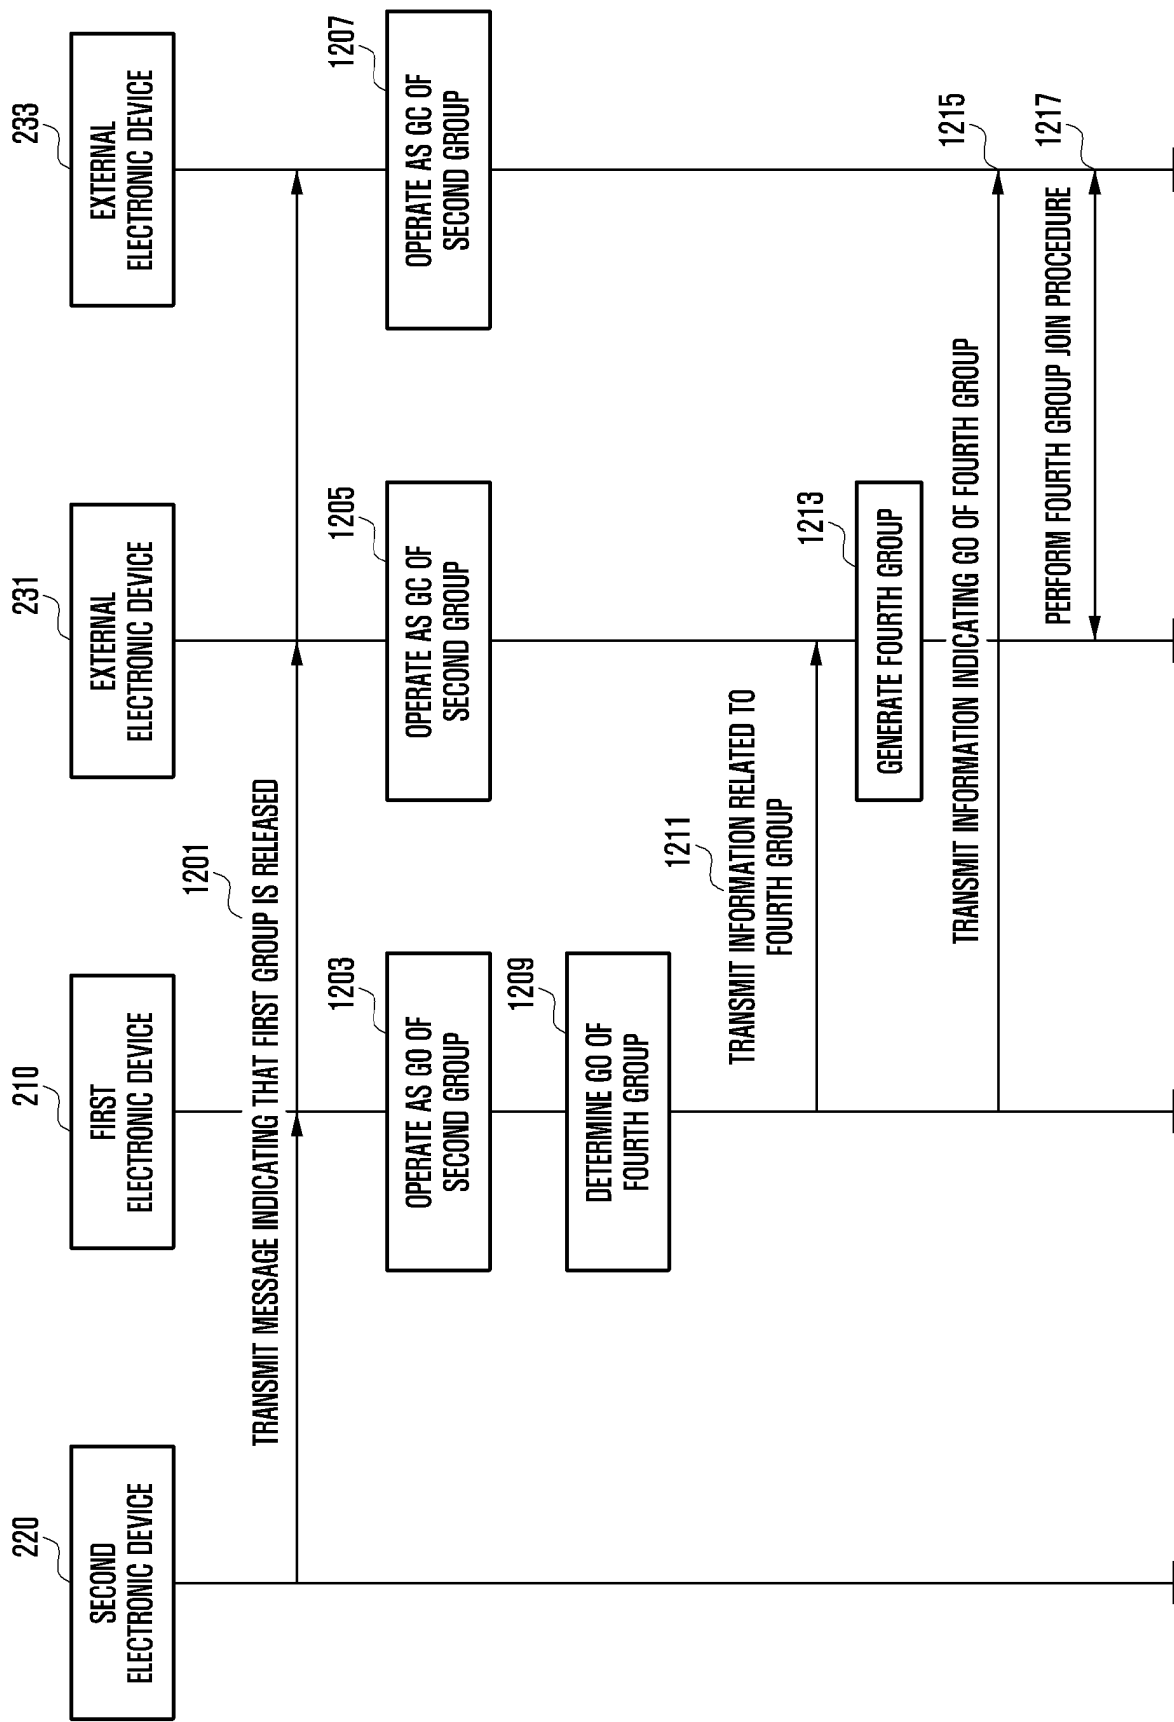 220
SECOND
ELECTRONIC DEVICE
210
FIRST
ELECTRONIC DEVICE
231
EXTERNAL
ELECTRONIC DEVICE
233
EXTERNAL
ELECTRONIC DEVICE
1201
TRANSMIT MESSAGE INDICATING THAT FIRST GROUP IS RELEASED
1203
OPERATE AS GO OF
SECOND GROUP
1205
OPERATE AS GC OF
SECOND GROUP
1207
OPERATE AS GC OF
SECOND GROUP
1209
DETERMINE GO OF
FOURTH GROUP
1211
TRANSMIT INFORMATION RELATED TO
FOURTH GROUP
1213
GENERATE FOURTH GROUP
1215
TRANSMIT INFORMATION INDICATING GO OF FOURTH GROUP
1217
PERFORM FOURTH GROUP JOIN PROCEDURE